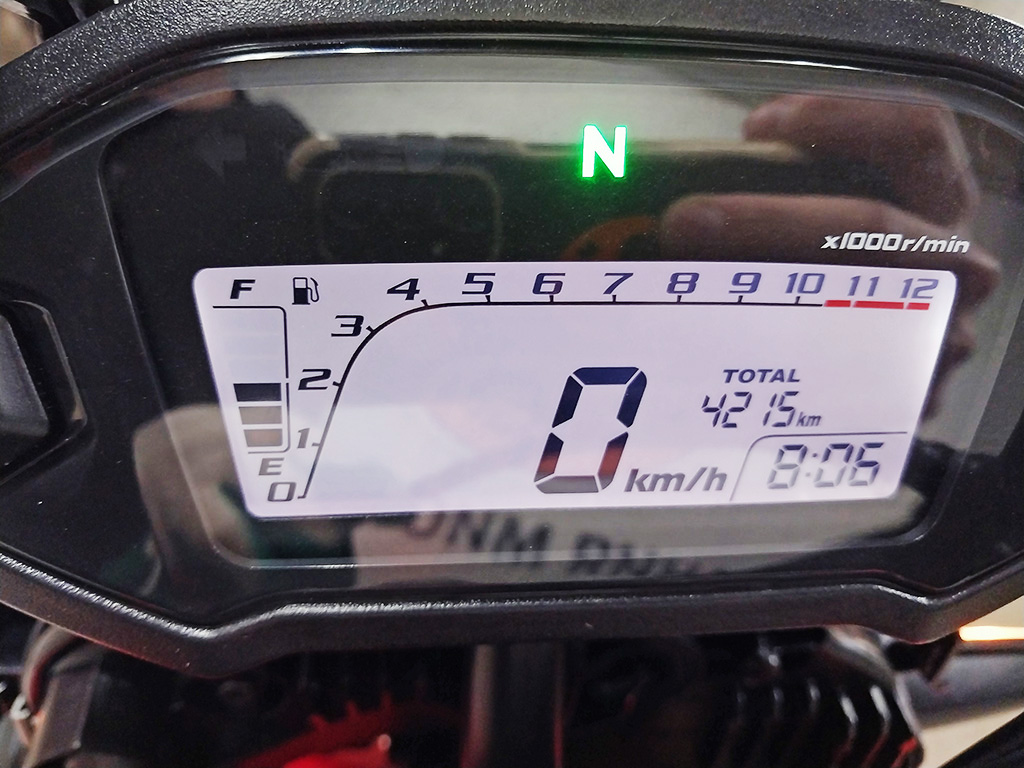 N
x1000r/min
F 4 5 6 7 8 9 10 11 12
3
2
TOTAL
4215km
1
0 km/h
8:06
E
0